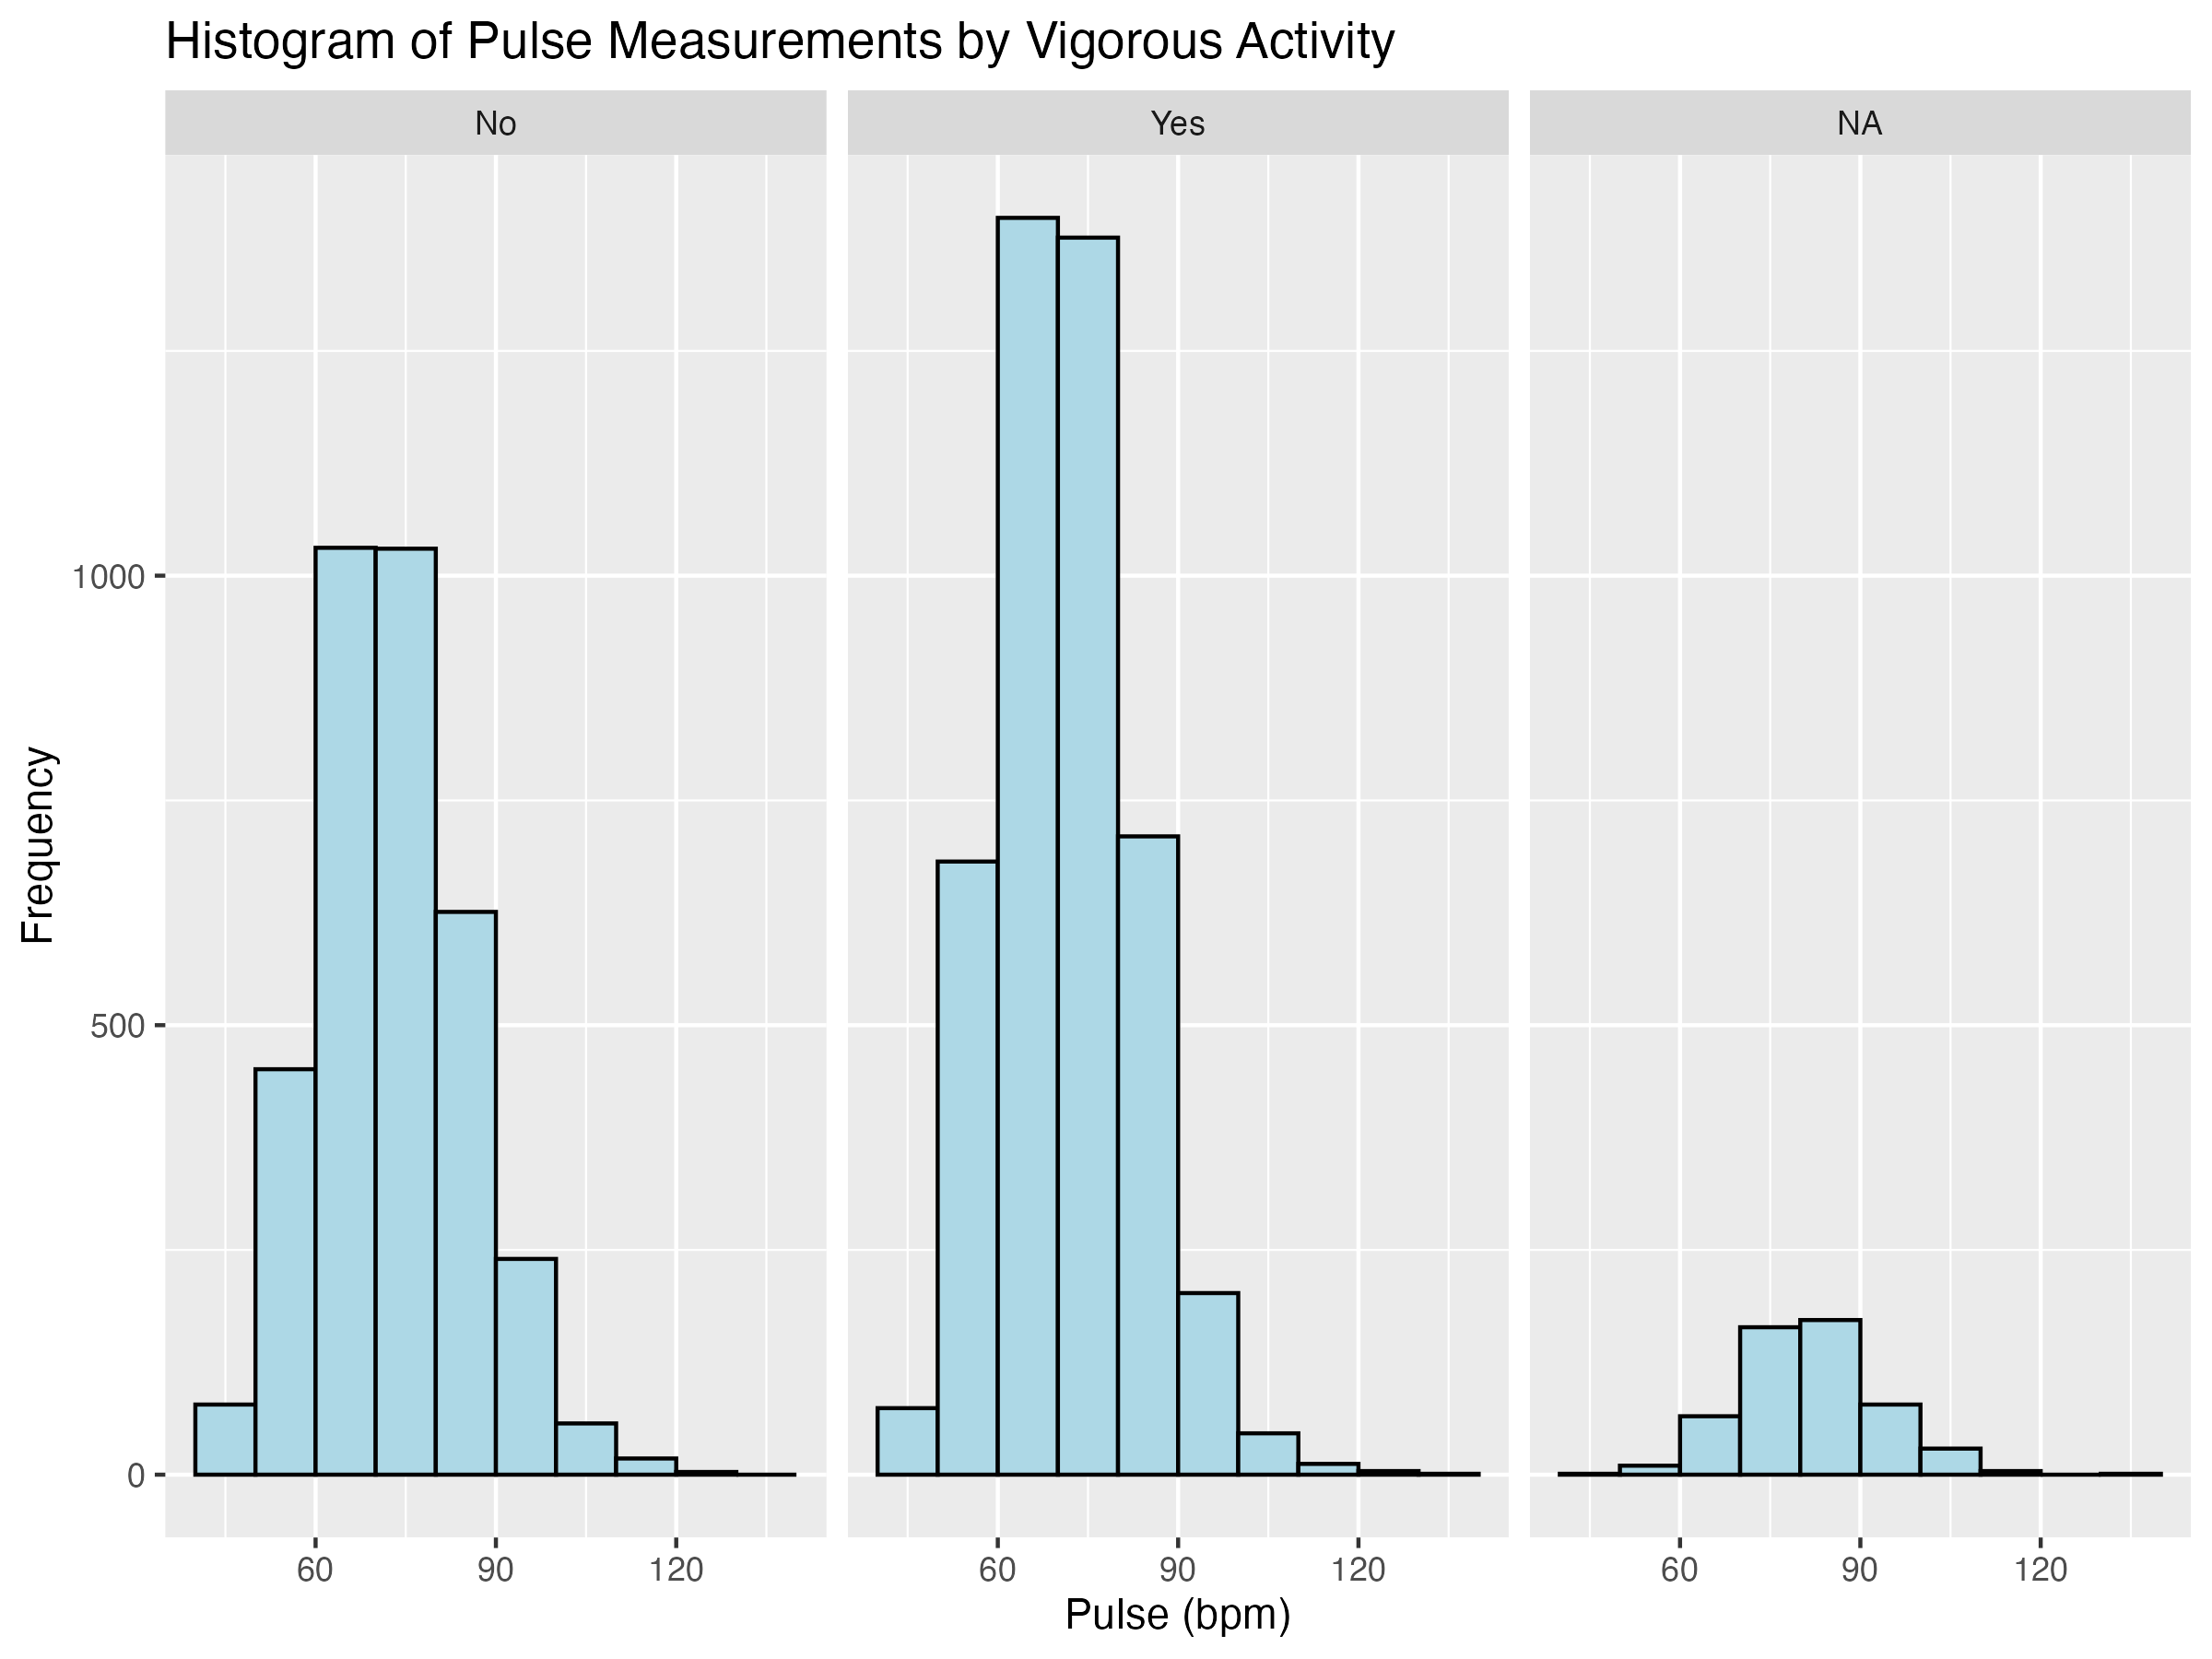 Histogram of Pulse Measurements by Vigorous Activity
No Yes NA
Frequency
1000
500
0
60 90 120 60 90 120 60 90 120
Pulse (bpm)